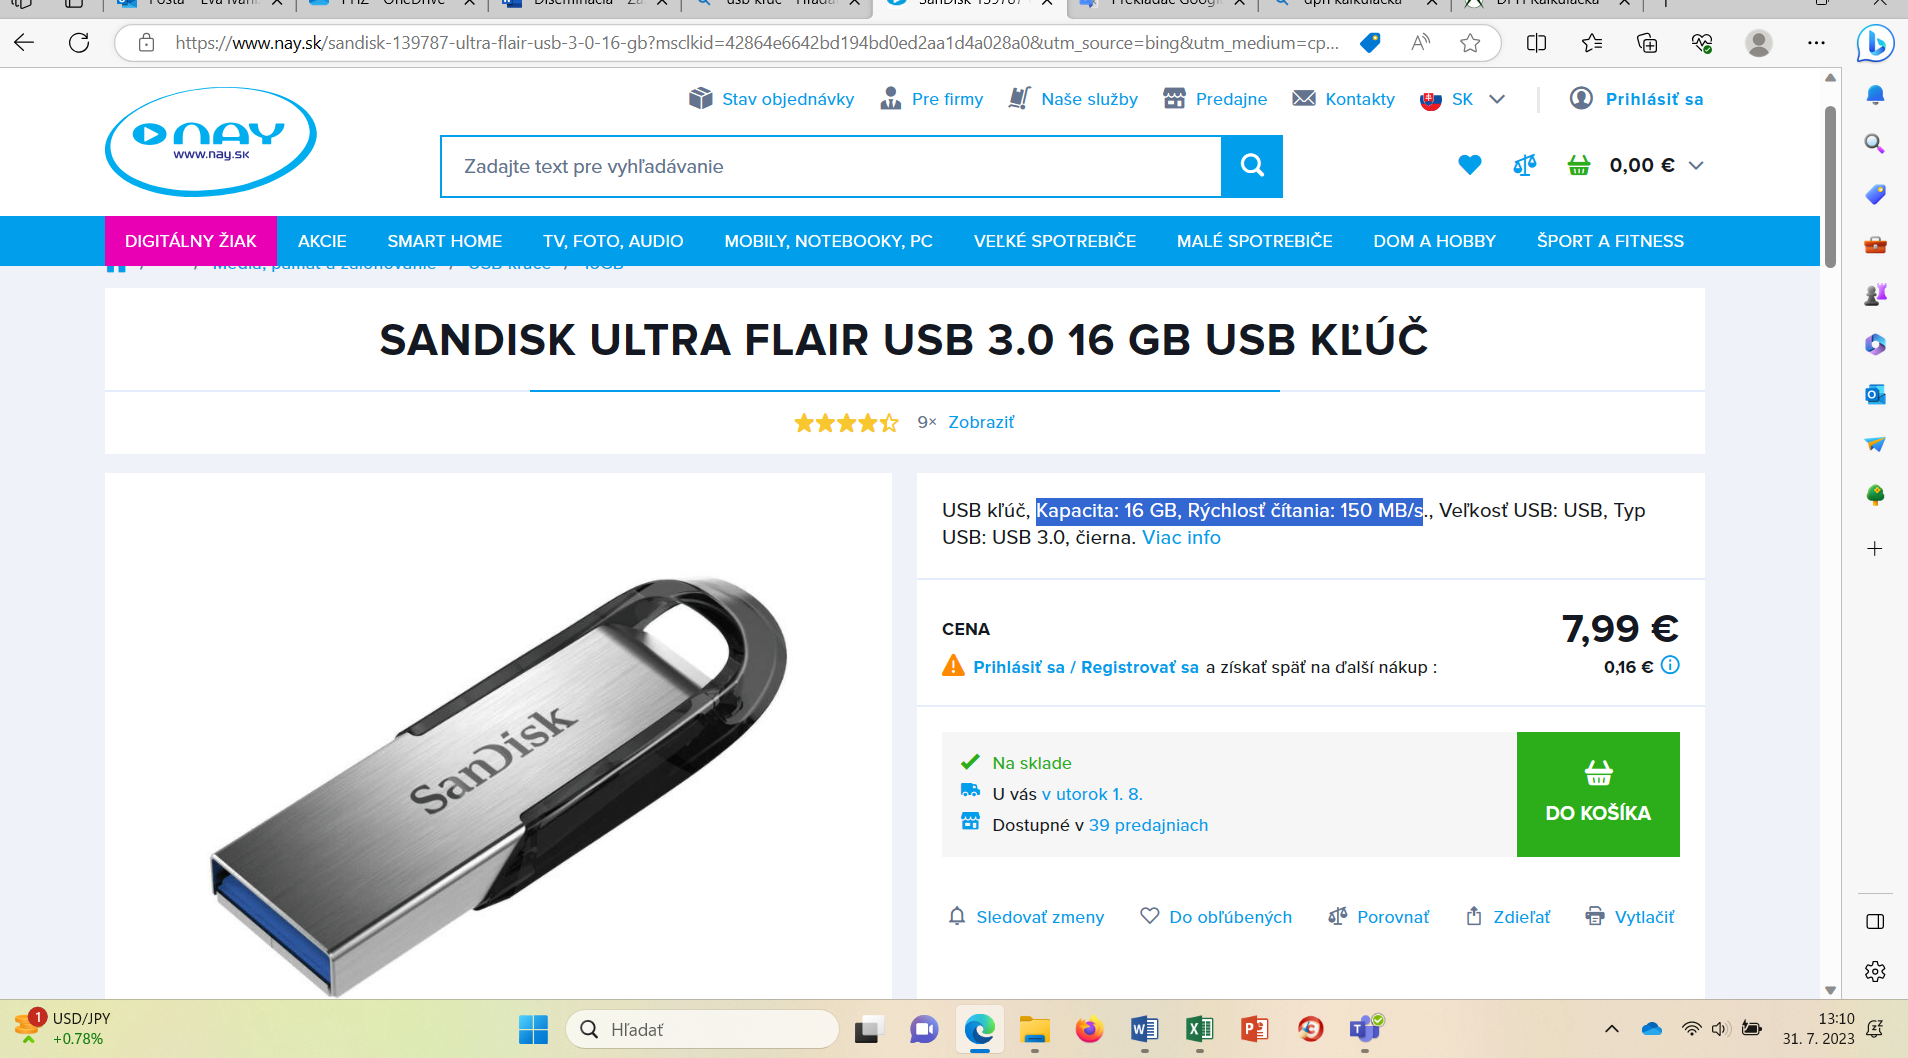 https://www.nay.sk/sandisk-139787-ultra-flair-usb-3-0-16-gb?msclkid=42864e6642bd194bd0ed2aa1d4a028a0&utm_source=bing&utm_medium=cp...
Stav objednávky Pre firmy Naše služby Predajne Kontakty SK Prihlásiť sa
NAY
www.nay.sk
Zadajte text pre vyhľadávanie
0,00 €
DIGITÁLNY ŽIAK AKCIE SMART HOME TV, FOTO, AUDIO MOBILY, NOTEBOOKY, PC VEĽKÉ SPOTREBIČE MALÉ SPOTREBIČE DOM A HOBBY ŠPORT A FITNESS
SANDISK ULTRA FLAIR USB 3.0 16 GB USB KĽÚČ
9× Zobraziť
USB kľúč, Kapacita: 16 GB, Rýchlosť čítania: 150 MB/s., Veľkosť USB: USB, Typ
USB: USB 3.0, čierna. Viac info
CENA 7,99 €
Prihlásiť sa / Registrovať sa a získať späť na ďalší nákup : 0,16 €
SanDisk
Na sklade
U vás v utorok 1. 8.
Dostupné v 39 predajniach
DO KOŠÍKA
Sledovať zmeny Do obľúbených Porovnať Zdieľať Vytlačiť
1 USD/JPY
+0.78%
Hľadať
13:10
31. 7. 2023